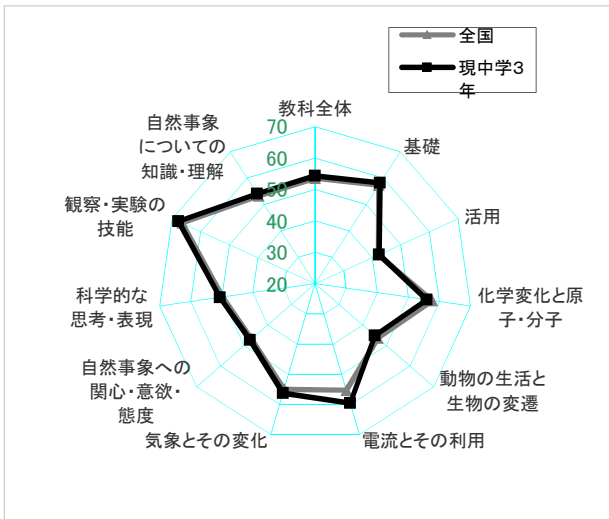 全国
現中学3
年
教科全体
基礎
活用
化学変化と原
子・分子
動物の生活と
生物の変遷
電流とその利用
気象とその変化
自然事象への
関心・意欲・
態度
科学的な
思考・表現
観察・実験の
技能
自然事象
についての
知識・理解
70
60
50
40
30
20